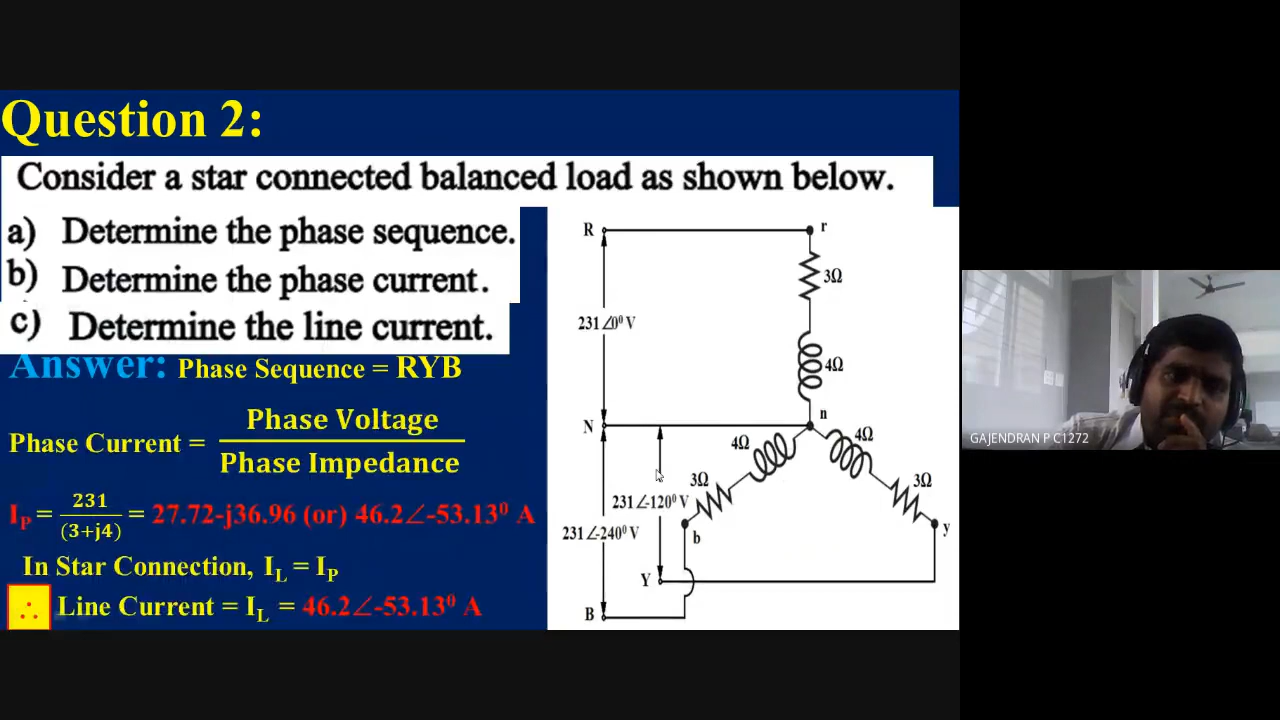 Question 2:
Consider a star connected balanced load as shown below.
a) Determine the phase sequence.
b) Determine the phase current.
c) Determine the line current.
Answer: Phase Sequence = RYB
Phase Current = Phase Voltage / Phase Impedance
I_P = 231 / (3+j4) = 27.72-j36.96 (or) 46.2∠-53.13⁰ A
In Star Connection, I_L = I_P
∴ Line Current = I_L = 46.2∠-53.13⁰ A
R
r
3Ω
231∠0⁰ V
4Ω
N
n
4Ω
4Ω
3Ω
3Ω
231∠-120⁰ V
231∠-240⁰ V
b
y
Y
B
GAJENDRAN P C1272